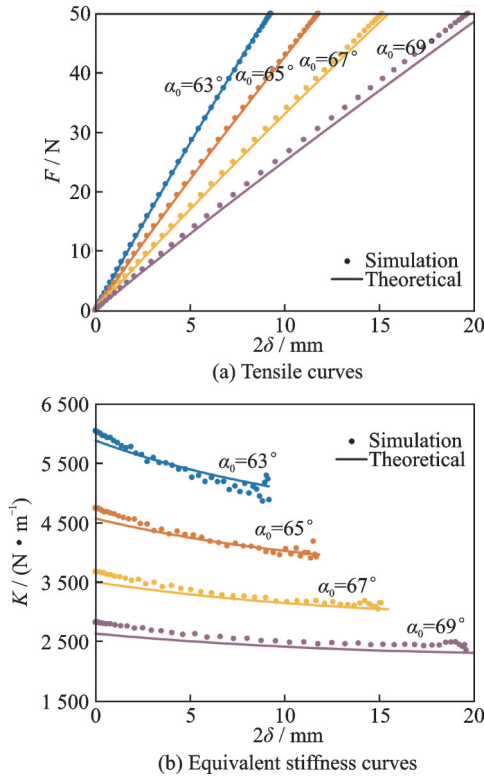 50
40
30
20
10
0
F / N
α₀=63°
α₀=65°
α₀=67°
α₀=69°
Simulation
Theoretical
0 5 10 15 20
2δ / mm
(a) Tensile curves
6 500
5 500
4 500
3 500
2 500
1 500
K / (N • m⁻¹)
α₀=63°
α₀=65°
α₀=67°
α₀=69°
Simulation
Theoretical
0 5 10 15 20
2δ / mm
(b) Equivalent stiffness curves